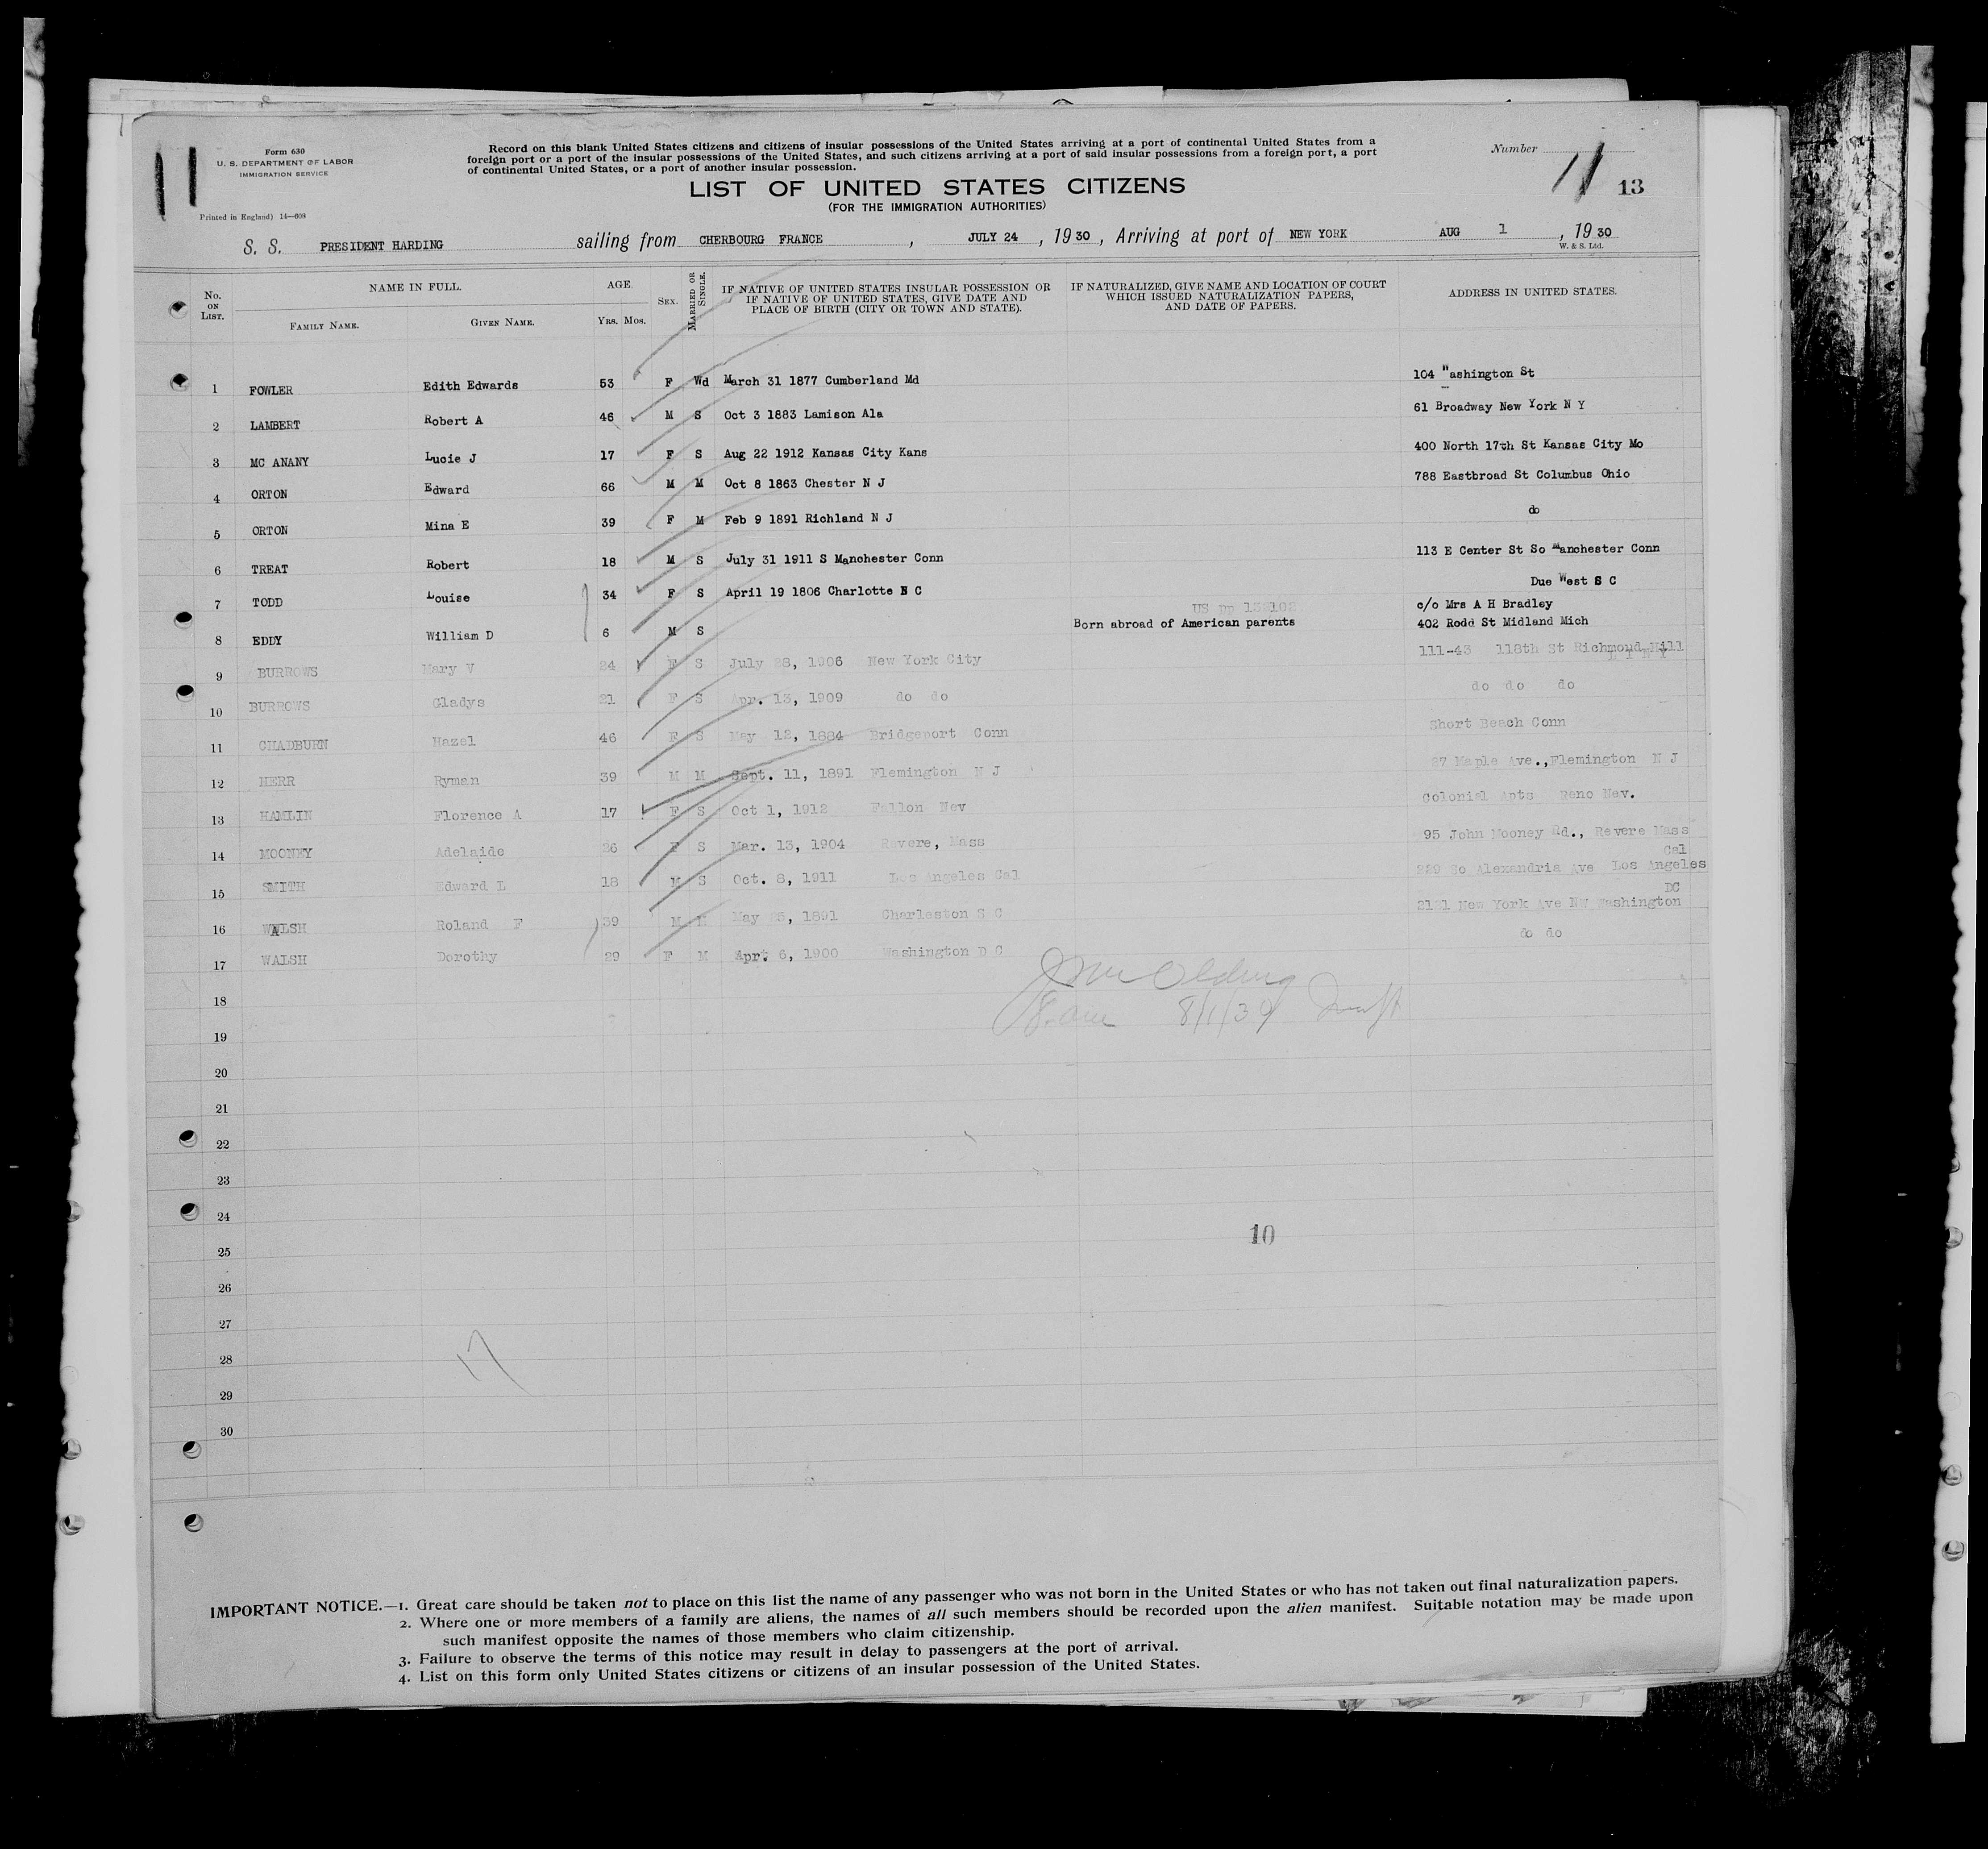 11
Form 630
U. S. DEPARTMENT OF LABOR
IMMIGRATION SERVICE
Printed in England) 14—608
Record on this blank United States citizens and citizens of insular possessions of the United States arriving at a port of continental United States from a
foreign port or a port of the insular possessions of the United States, and such citizens arriving at a port of said insular possessions from a foreign port, a port
of continental United States, or a port of another insular possession.
Number 11
13
LIST OF UNITED STATES CITIZENS
(FOR THE IMMIGRATION AUTHORITIES)
S. S. PRESIDENT HARDING sailing from CHERBOURG FRANCE , JULY 24 , 19 30 , Arriving at port of NEW YORK AUG 1 , 19 30
W. & S. Ltd.
No. ON LIST. NAME IN FULL. FAMILY NAME. GIVEN NAME. AGE. YRS. MOS. SEX. MARRIED OR SINGLE. IF NATIVE OF UNITED STATES INSULAR POSSESSION OR IF NATIVE OF UNITED STATES, GIVE DATE AND PLACE OF BIRTH (CITY OR TOWN AND STATE). IF NATURALIZED, GIVE NAME AND LOCATION OF COURT WHICH ISSUED NATURALIZATION PAPERS, AND DATE OF PAPERS. ADDRESS IN UNITED STATES.
1 FOWLER Edith Edwards 53 F Wd March 31 1877 Cumberland Md 104 Washington St
2 LAMBERT Robert A 46 M S Oct 3 1883 Lamison Ala 61 Broadway New York N Y
3 MC ANANY Lucie J 17 F S Aug 22 1912 Kansas City Kans 400 North 17th St Kansas City Mo
4 ORTON Edward 66 M M Oct 8 1863 Chester N J 788 Eastbroad St Columbus Ohio
5 ORTON Mina E 39 F M Feb 9 1891 Richland N J do
6 TREAT Robert 18 M S July 31 1911 S Manchester Conn 113 E Center St So Manchester Conn
7 TODD Louise 34 F S April 19 1806 Charlotte N C Due West S C
US pp
c/o Mrs A H Bradley
8 EDDY William D 6 M S Born abroad of American parents 402 Rodd St Midland Mich
9 BURROWS Mary V 24 F S July 28, 1906 New York City 111-43 118th St Richmond Hill
L I N Y
10 BURROWS Gladys 21 F S Apr. 13, 1909 do do do do do
11 CHADBURN Hazel 46 F S May 12, 1884 Bridgeport Conn Short Beach Conn
12 HERR Ryman 39 M M Sept. 11, 1891 Flemington N J 27 Maple Ave., Flemington N J
13 HAMLIN Florence A 17 F S Oct 1, 1912 Fallon Nev Colonial Apts Reno Nev.
14 MOONEY Adelaide 26 F S Mar. 13, 1904 Revere, Mass 95 John Mooney Rd., Revere Mass
Cal
15 SMITH Edward L 18 M S Oct. 8, 1911 Los Angeles Cal 229 So Alexandria Ave Los Angeles
DC
16 WALSH Roland F 39 M M May 1891 Charleston S C 2121 New York Ave NW Washington
17 WALSH Dorothy 29 F M Apr. 6, 1900 Washington D C do do
18
8/1/30
19
20
21
22
23
24
10
25
26
27
28
17
29
30
IMPORTANT NOTICE.—1. Great care should be taken not to place on this list the name of any passenger who was not born in the United States or who has not taken out final naturalization papers.
2. Where one or more members of a family are aliens, the names of all such members should be recorded upon the alien manifest. Suitable notation may be made upon
such manifest opposite the names of those members who claim citizenship.
3. Failure to observe the terms of this notice may result in delay to passengers at the port of arrival.
4. List on this form only United States citizens or citizens of an insular possession of the United States.